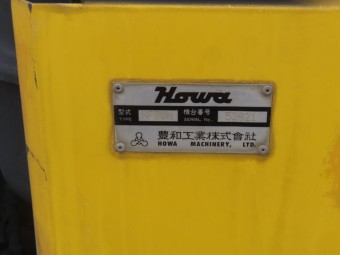 Howa
型式 機台番号
TYPE SERIAL No.
豊和工業株式會社
HOWA MACHINERY, LTD.